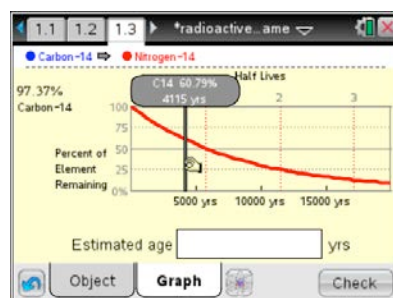 1.1 1.2 1.3 *radioactive...ame
Carbon-14 ⇨ Nitrogen-14
Half Lives
97.37%
Carbon-14
C14 60.79%
4115 yrs
2 3
100
75
50
25
0%
Percent of
Element
Remaining
5000 yrs 10000 yrs 15000 yrs
Estimated age yrs
Object Graph Check